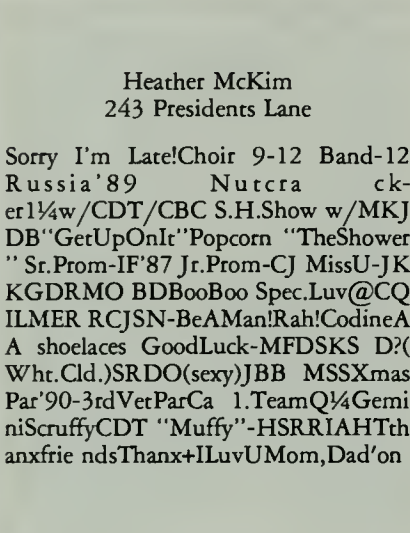 Heather McKim
243 Presidents Lane
Sorry I'm Late!Choir 9-12 Band-12
Russia'89 Nutcra ck-
er1¼w/CDT/CBC S.H.Show w/MKJ
DB"GetUpOnIt"Popcorn "TheShower
" Sr.Prom-IF'87 Jr.Prom-CJ MissU-JK
KGDRMO BDBooBoo Spec.Luv@CQ
ILMER RCJSN-BeAMan!Rah!CodineA
A shoelaces GoodLuck-MFDSKS D?(
Wht.Cld.)SRDO(sexy)JBB MSSXmas
Par'90-3rdVetParCa 1.TeamQ¼Gemi
niScruffyCDT "Muffy"-HSRRIAHTth
anxfrie ndsThanx+ILuvUMom,Dad'on